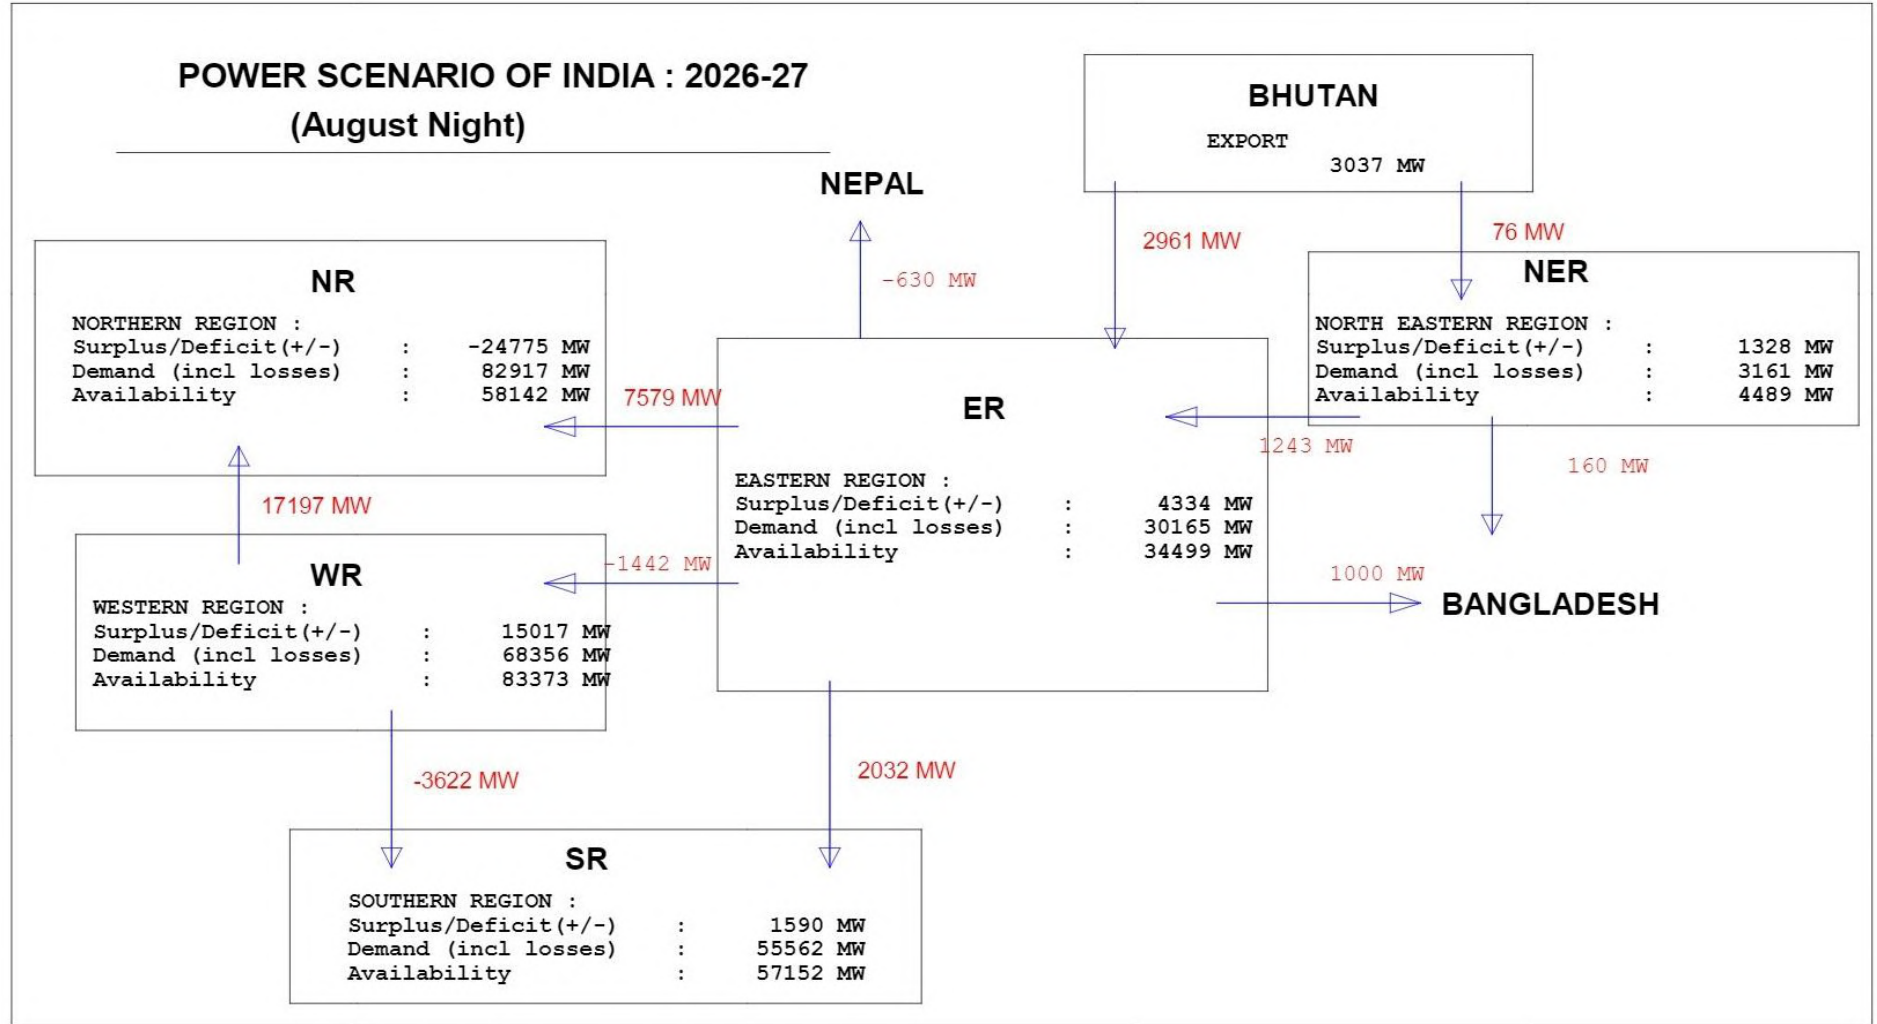 POWER SCENARIO OF INDIA : 2026-27
(August Night)
BHUTAN
EXPORT
3037 MW
NEPAL
2961 MW
76 MW
-630 MW
NR
NORTHERN REGION :
Surplus/Deficit(+/-) : -24775 MW
Demand (incl losses) : 82917 MW
Availability : 58142 MW
7579 MW
NER
NORTH EASTERN REGION :
Surplus/Deficit(+/-) : 1328 MW
Demand (incl losses) : 3161 MW
Availability : 4489 MW
ER
EASTERN REGION :
Surplus/Deficit(+/-) : 4334 MW
Demand (incl losses) : 30165 MW
Availability : 34499 MW
1243 MW
160 MW
17197 MW
-1442 MW
1000 MW
BANGLADESH
WR
WESTERN REGION :
Surplus/Deficit(+/-) : 15017 MW
Demand (incl losses) : 68356 MW
Availability : 83373 MW
-3622 MW
2032 MW
SR
SOUTHERN REGION :
Surplus/Deficit(+/-) : 1590 MW
Demand (incl losses) : 55562 MW
Availability : 57152 MW